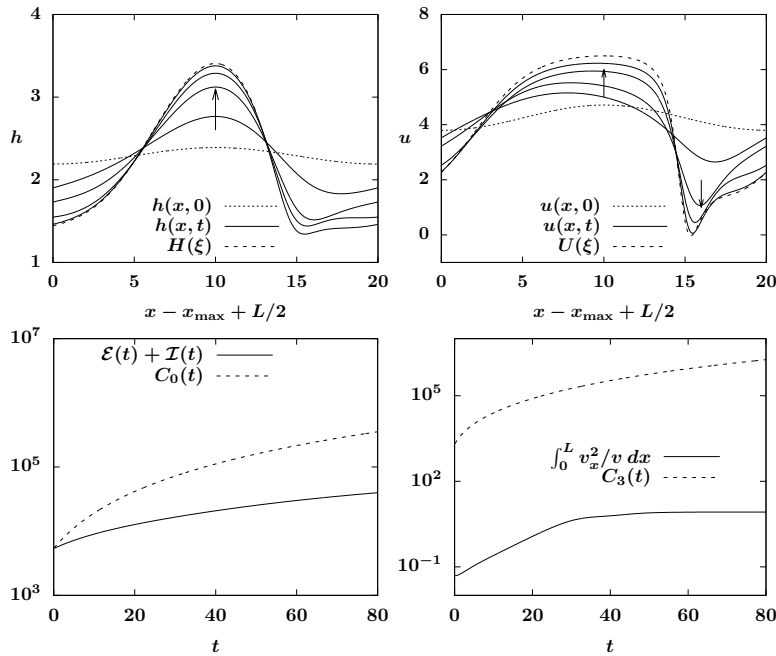 4
3
2
1
h
0 5 10 15 20
x − x_max + L/2
h(x, 0)
h(x, t)
H(ξ)
8
6
4
2
0
u
0 5 10 15 20
x − x_max + L/2
u(x, 0)
u(x, t)
U(ξ)
10^7
10^5
10^3
0 20 40 60 80
t
ℰ(t) + ℐ(t)
C_0(t)
10^5
10^2
10^−1
0 20 40 60 80
t
∫_0^L v_x^2/v dx
C_3(t)